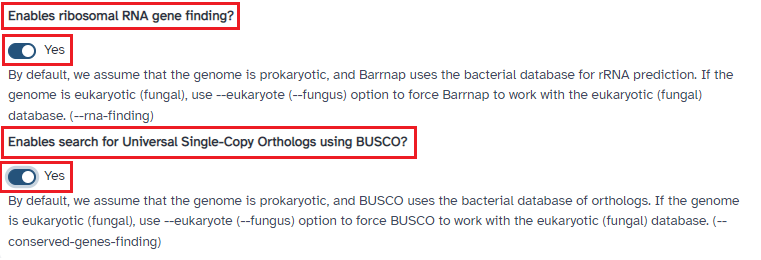 Enables ribosomal RNA gene finding?
Yes
By default, we assume that the genome is prokaryotic, and Barrnap uses the bacterial database for rRNA prediction. If the
genome is eukaryotic (fungal), use --eukaryote (--fungus) option to force Barrnap to work with the eukaryotic (fungal)
database. (--rna-finding)
Enables search for Universal Single-Copy Orthologs using BUSCO?
Yes
By default, we assume that the genome is prokaryotic, and BUSCO uses the bacterial database of orthologs. If the genome
is eukaryotic (fungal), use --eukaryote (--fungus) option to force BUSCO to work with the eukaryotic (fungal) database. (--
conserved-genes-finding)